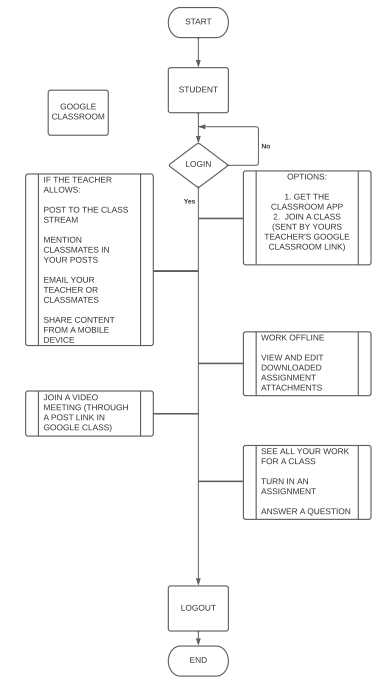 START
STUDENT
GOOGLE
CLASSROOM
LOGIN
No
Yes
OPTIONS:
1. GET THE
CLASSROOM APP
2. JOIN A CLASS
(SENT BY YOURS
TEACHER'S GOOGLE
CLASSROOM LINK)
IF THE TEACHER
ALLOWS:
POST TO THE CLASS
STREAM
MENTION
CLASSMATES IN
YOUR POSTS
EMAIL YOUR
TEACHER OR
CLASSMATES
SHARE CONTENT
FROM A MOBILE
DEVICE
WORK OFFLINE
VIEW AND EDIT
DOWNLOADED
ASSIGNMENT
ATTACHMENTS
JOIN A VIDEO
MEETING (THROUGH
A POST LINK IN
GOOGLE CLASS)
SEE ALL YOUR WORK
FOR A CLASS
TURN IN AN
ASSIGNMENT
ANSWER A QUESTION
LOGOUT
END